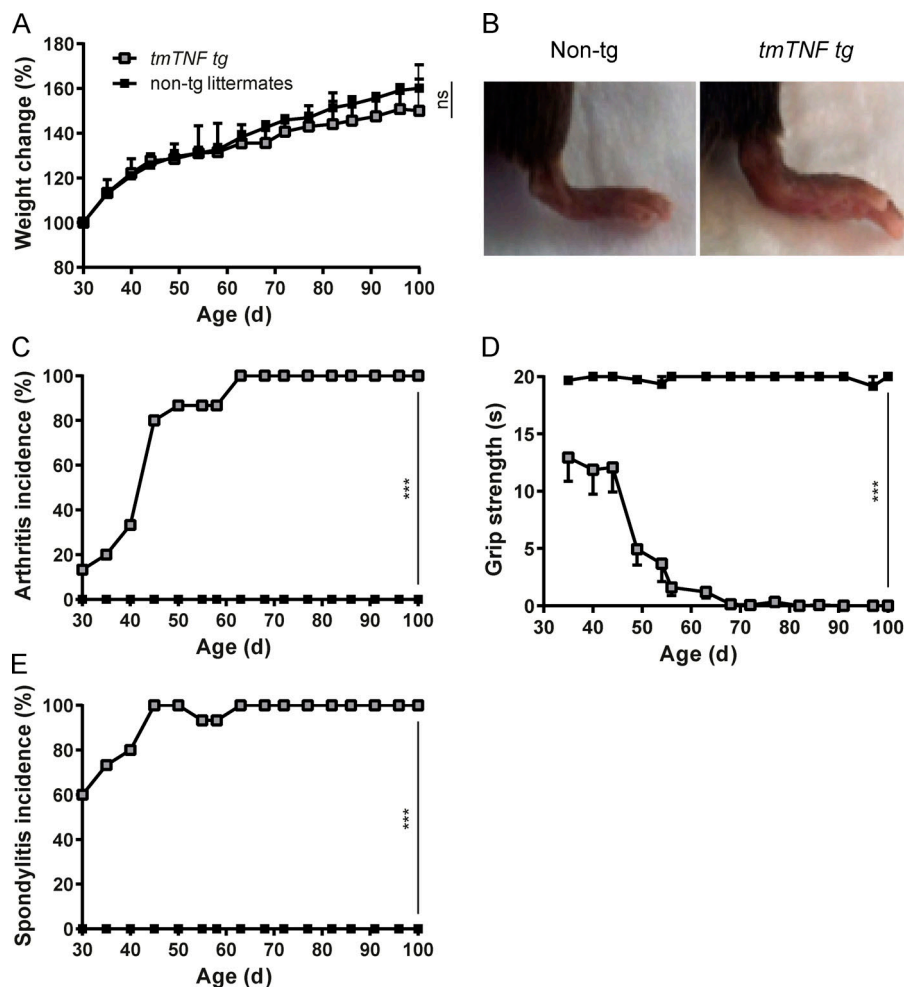 A
180
160
140
120
100
80
Weight change (%)
tmTNF tg
non-tg littermates
ns
30 40 50 60 70 80 90 100
Age (d)
B
Non-tg
tmTNF tg
C
100
80
60
40
20
0
Arthritis incidence (%)
***
30 40 50 60 70 80 90 100
Age (d)
D
20
15
10
5
0
Grip strength (s)
***
30 40 50 60 70 80 90 100
Age (d)
E
100
80
60
40
20
0
Spondylitis incidence (%)
***
30 40 50 60 70 80 90 100
Age (d)